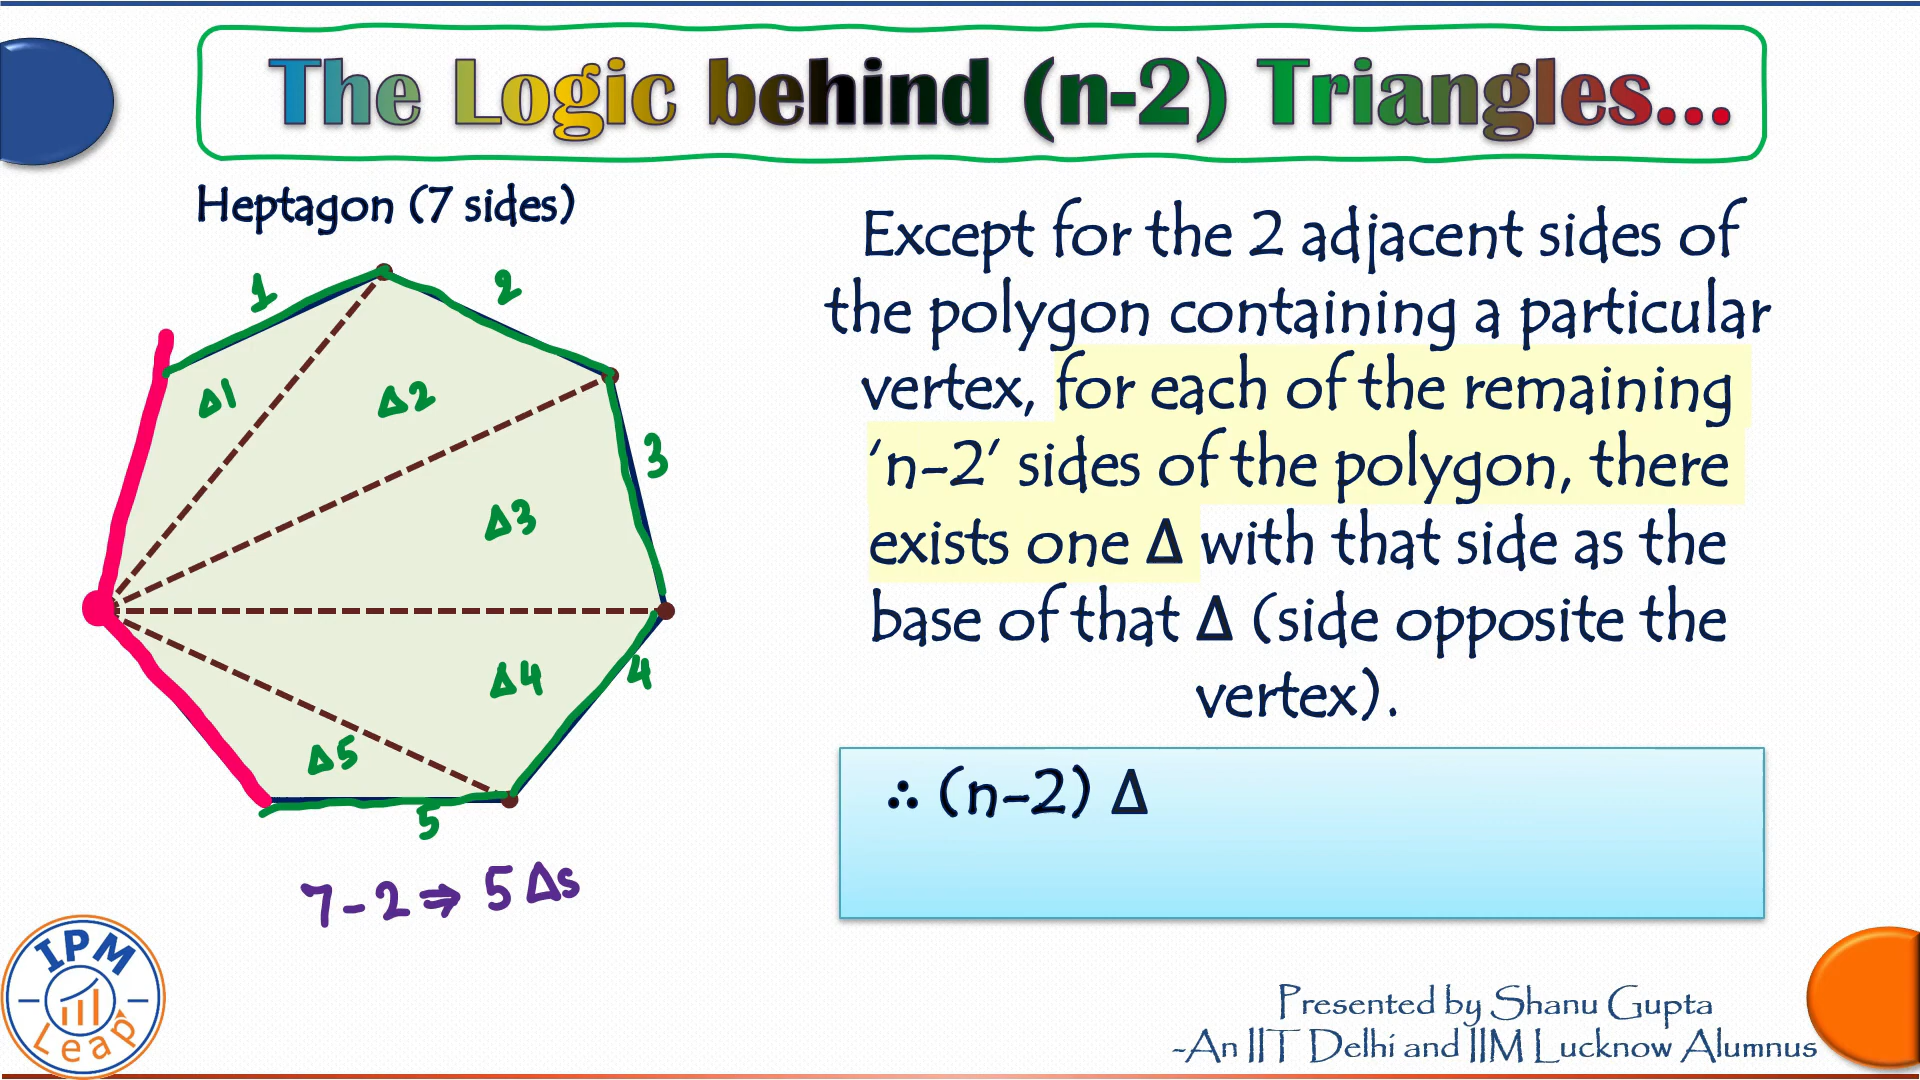 The Logic behind (n-2) Triangles...
Heptagon (7 sides)
1
2
Δ1
Δ2
3
Δ3
Δ4
4
Δ5
5
7-2⇒ 5 Δs
Except for the 2 adjacent sides of
the polygon containing a particular
vertex, for each of the remaining
‘n-2’ sides of the polygon, there
exists one Δ with that side as the
base of that Δ (side opposite the
vertex).
∴ (n-2) Δ
IPM
Leap
Presented by Shanu Gupta
-An IIT Delhi and IIM Lucknow Alumnus